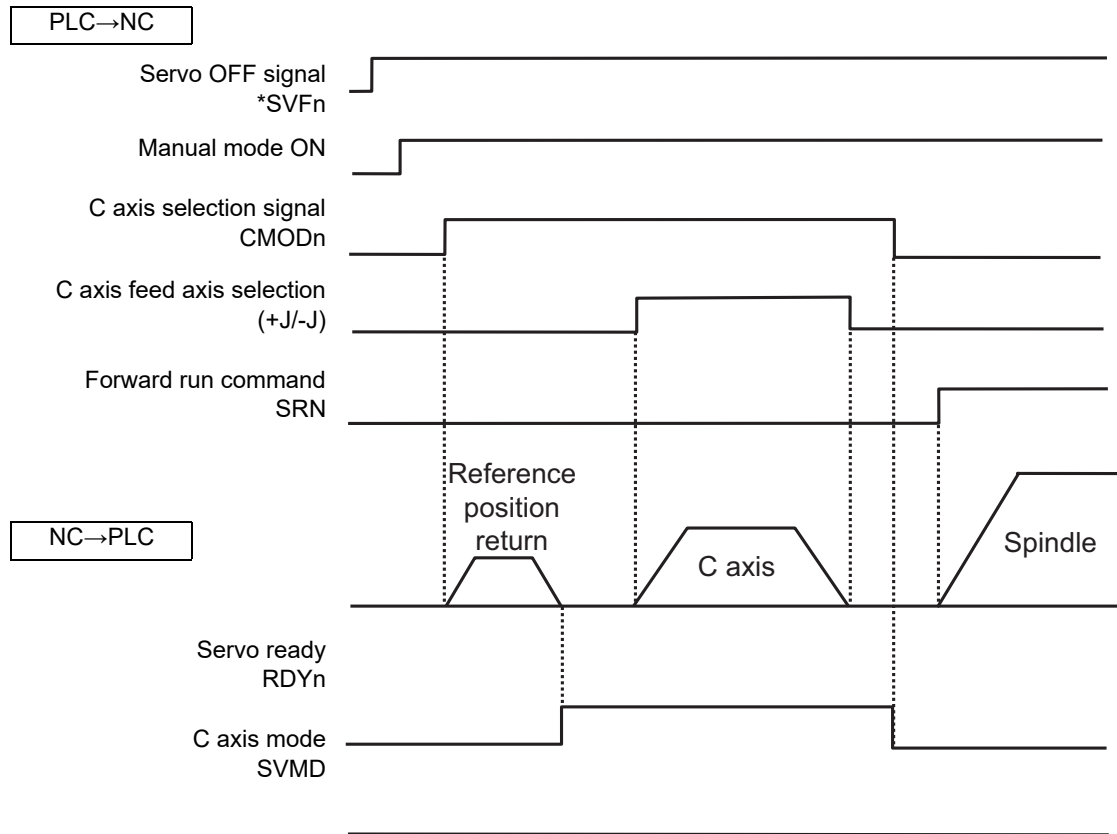 PLC→NC
Servo OFF signal
*SVFn
Manual mode ON
C axis selection signal
CMODn
C axis feed axis selection
(+J/-J)
Forward run command
SRN
Reference
position
return
NC→PLC
C axis
Spindle
Servo ready
RDYn
C axis mode
SVMD